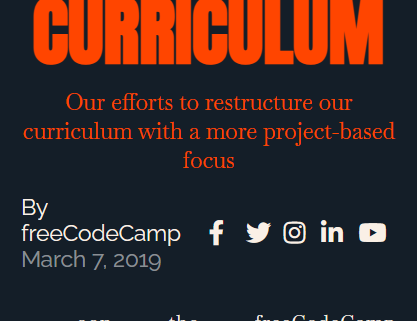 CURRICULUM
Our efforts to restructure our
curriculum with a more project-based
focus
By
freeCodeCamp
March 7, 2019
can the freeCodeCamp